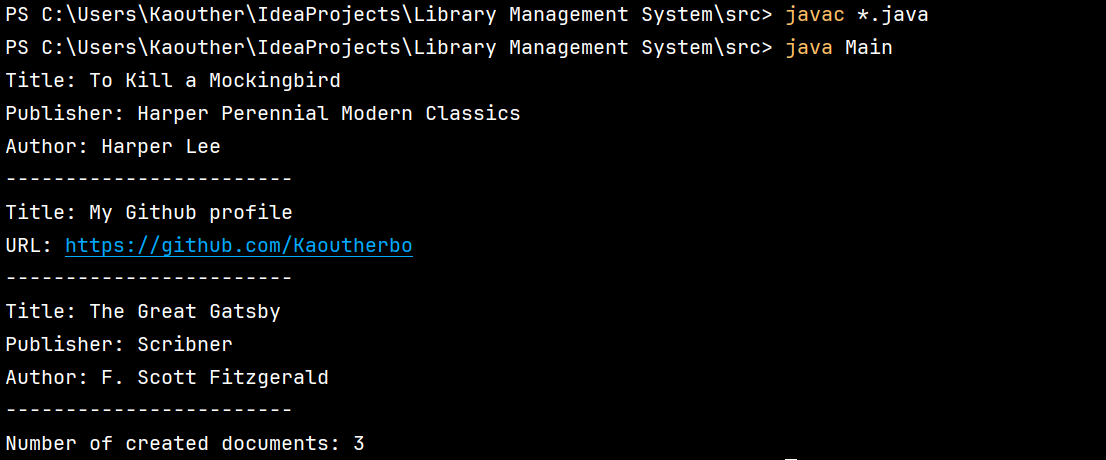 PS C:\Users\Kaouther\IdeaProjects\Library Management System\src> javac *.java
PS C:\Users\Kaouther\IdeaProjects\Library Management System\src> java Main
Title: To Kill a Mockingbird
Publisher: Harper Perennial Modern Classics
Author: Harper Lee
------------------------
Title: My Github profile
URL: https://github.com/Kaoutherbo
------------------------
Title: The Great Gatsby
Publisher: Scribner
Author: F. Scott Fitzgerald
------------------------
Number of created documents: 3